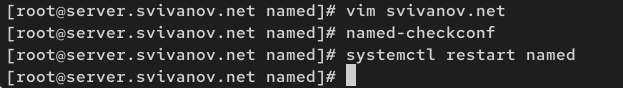 [root@server.svivanov.net named]# vim svivanov.net
[root@server.svivanov.net named]# named-checkconf
[root@server.svivanov.net named]# systemctl restart named
[root@server.svivanov.net named]#